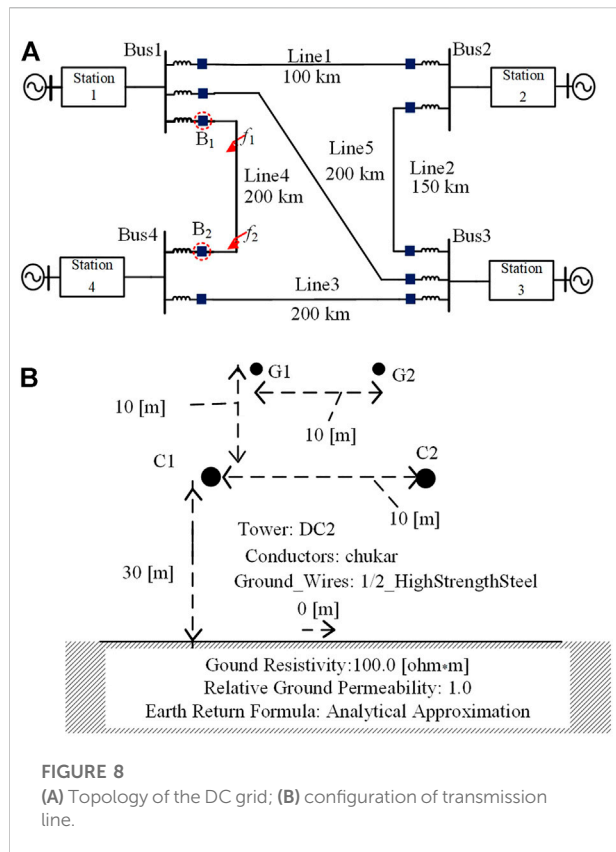 A
Bus1
Line1
100 km
Bus2
Station
1
Station
2
B1
f1
Line4
200 km
Line5
200 km
Line2
150 km
B2
f2
Bus4
Bus3
Station
4
Line3
200 km
Station
3
B
G1
G2
10 [m]
10 [m]
C1
C2
10 [m]
Tower: DC2
Conductors: chukar
30 [m]
Ground_Wires: 1/2_HighStrengthSteel
0 [m]
Gound Resistivity:100.0 [ohm*m]
Relative Ground Permeability: 1.0
Earth Return Formula: Analytical Approximation
FIGURE 8
(A) Topology of the DC grid; (B) configuration of transmission
line.